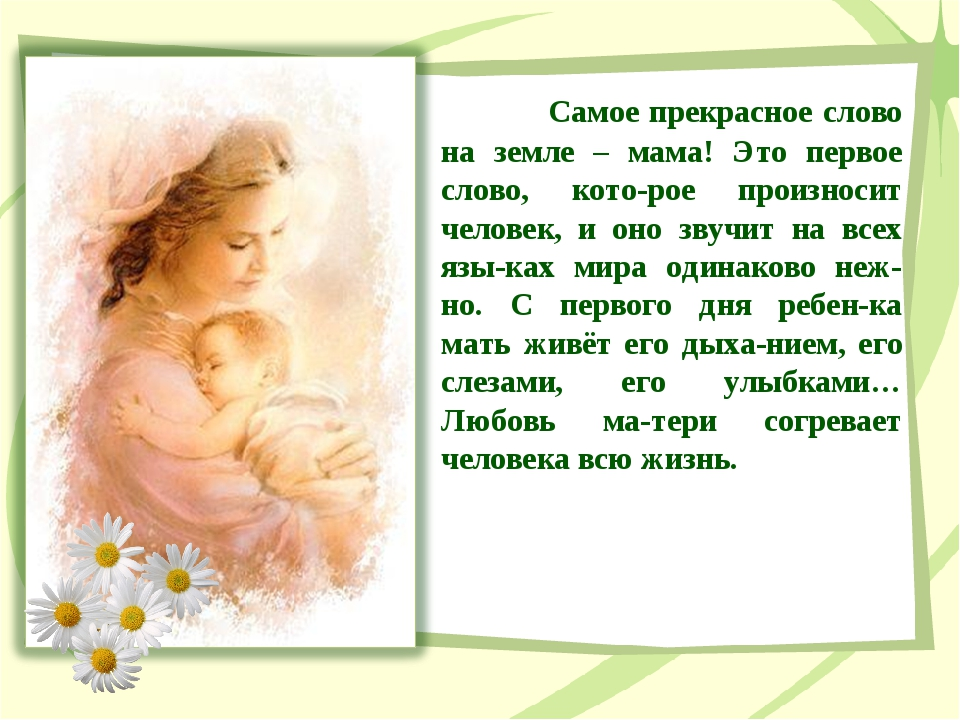 Самое прекрасное слово
на земле – мама! Это первое
слово, кото-рое произносит
человек, и оно звучит на всех
язы-ках мира одинаково неж-
но. С первого дня ребен-ка
мать живёт его дыха-нием, его
слезами, его улыбками…
Любовь ма-тери согревает
человека всю жизнь.